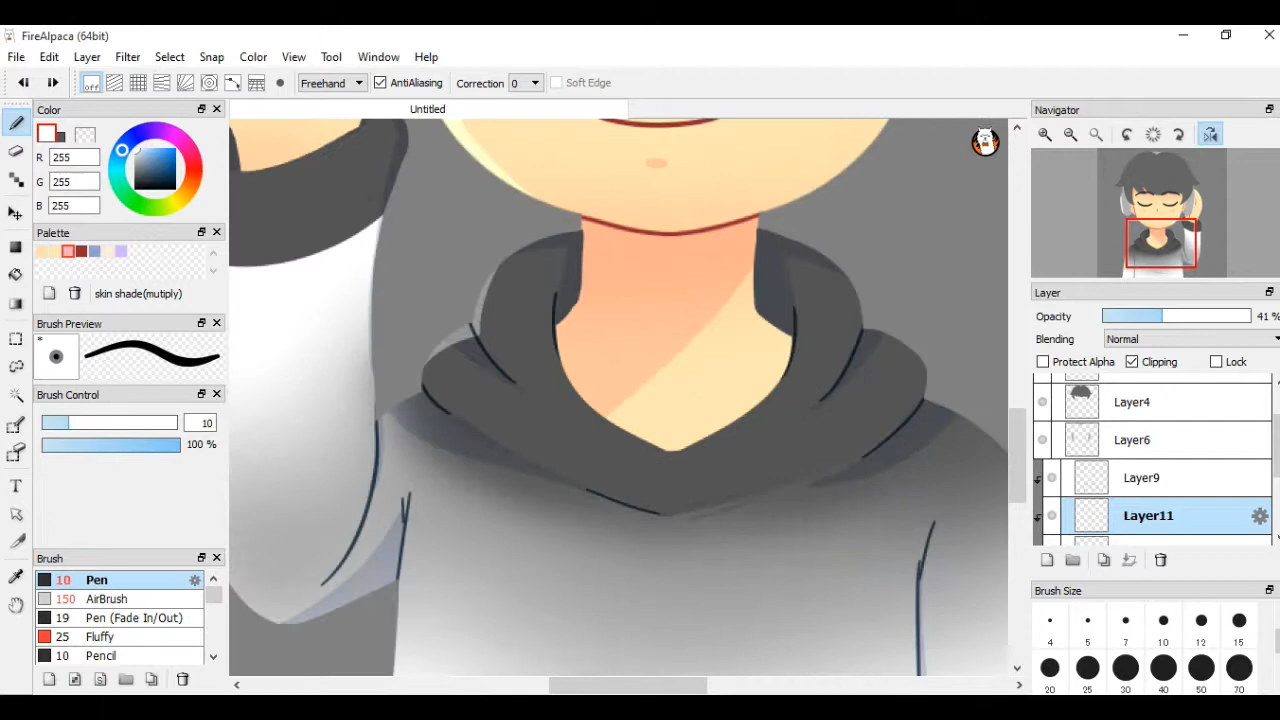 FireAlpaca (64bit)
File Edit Layer Filter Select Snap Color View Tool Window Help
off Freehand AntiAliasing Correction 0 Soft Edge
Color
R 255
G 255
B 255
Palette
skin shade(mutiply)
Brush Preview
*
Brush Control
10
100 %
Brush
10 Pen
150 AirBrush
19 Pen (Fade In/Out)
25 Fluffy
10 Pencil
Untitled
Navigator
Layer
Opacity 41 %
Blending Normal
Protect Alpha Clipping Lock
Layer4
Layer6
Layer9
Layer11
Brush Size
4 5 7 10 12 15
20 25 30 40 50 70